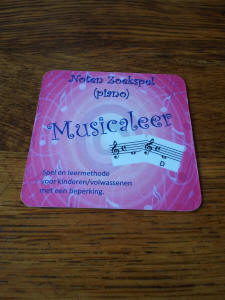 Noten Zoekspel
(piano)
Musicaleer
D
Spel en leermethode
voor kinderen/volwassenen
met een beperking.